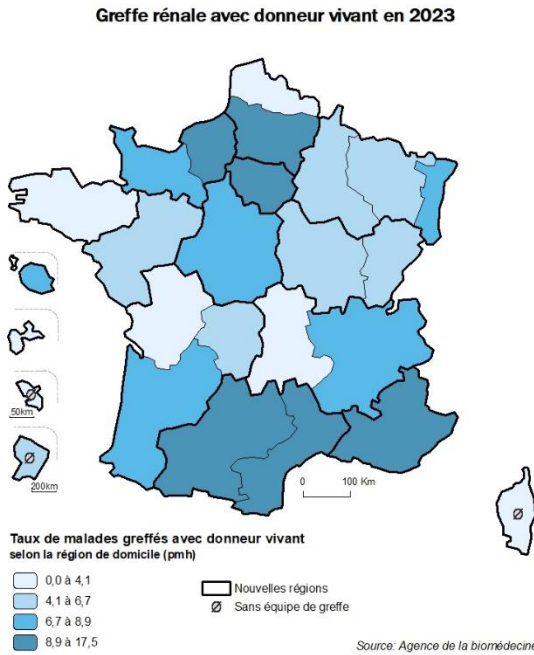 Greffe rénale avec donneur vivant en 2023
50km
200km
0 100 Km
Taux de malades greffés avec donneur vivant
selon la région de domicile (pmh)
0,0 à 4,1
4,1 à 6,7
6,7 à 8,9
8,9 à 17,5
Nouvelles régions
Sans équipe de greffe
Source: Agence de la biomédecine